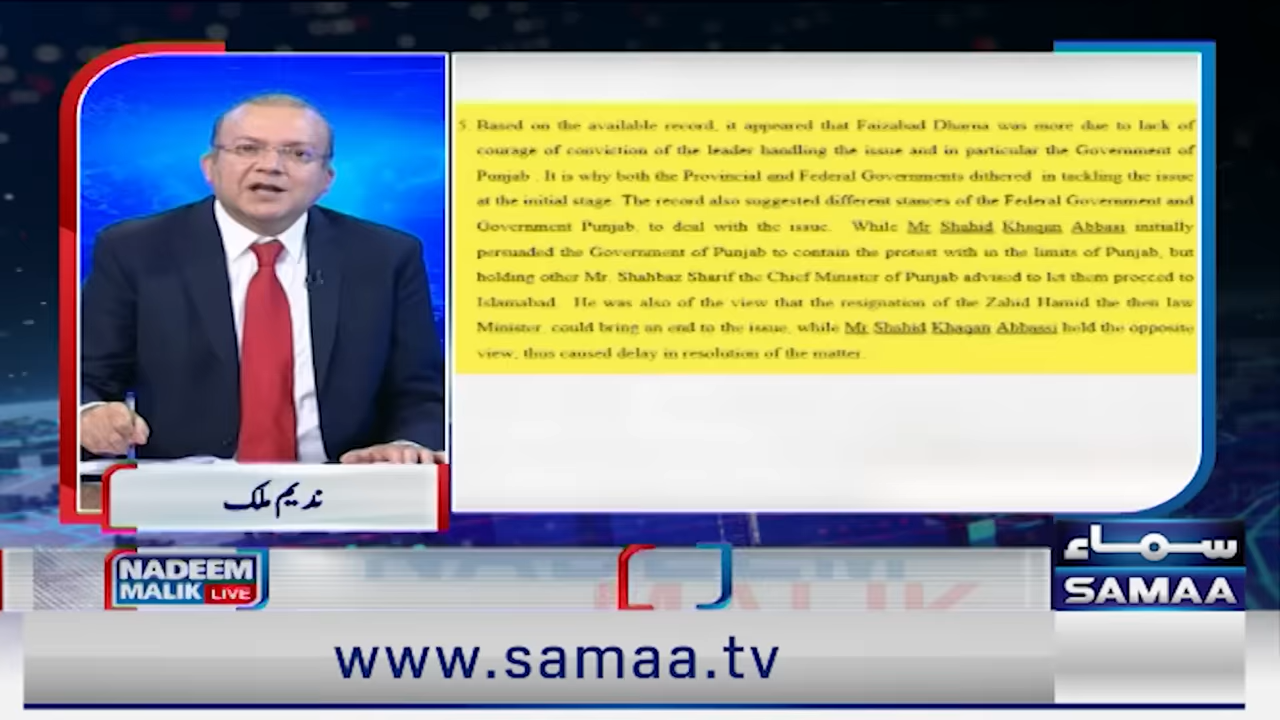 5. Based on the available record, it appeared that Faizabad Dharna was more due to lack of
courage of conviction of the leader handling the issue and in particular the Government of
Punjab . It is why both the Provincial and Federal Governments dithered in tackling the issue
at the initial stage. The record also suggested different stances of the Federal Government and
Government Punjab, to deal with the issue. While Mr Shahid Khaqan Abbasi initially
persuaded the Government of Punjab to contain the protest with in the limits of Punjab, but
holding other Mr. Shahbaz Sharif the Chief Minister of Punjab advised to let them proceed to
Islamabad. He was also of the view that the resignation of the Zahid Hamid the then law
Minister could bring an end to the issue, while Mr Shahid Khaqan Abbassi held the opposite
view, thus caused delay in resolution of the matter.
ندیم ملک
NADEEM
MALIK LIVE
سماء
SAMAA
www.samaa.tv